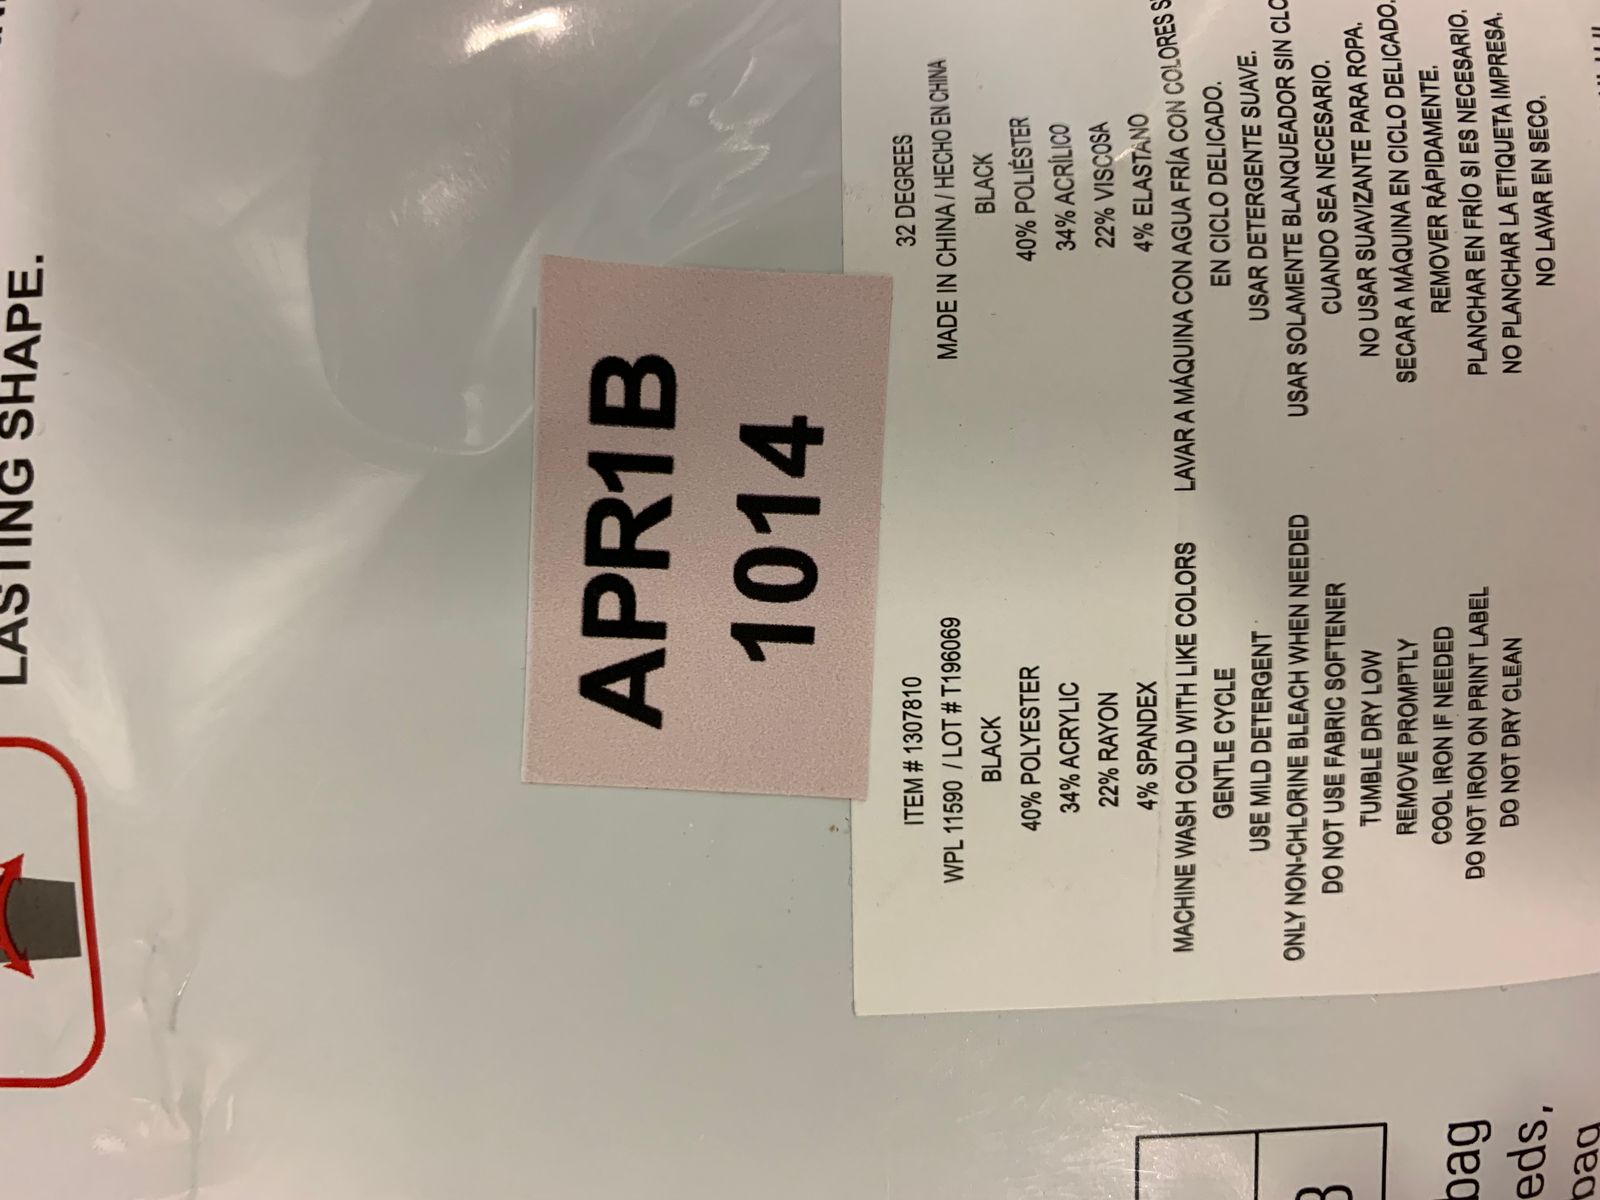 LASTING SHAPE.
APR1B
1014
ITEM # 1307810
WPL 11590 / LOT # T196069
BLACK
40% POLYESTER
34% ACRYLIC
22% RAYON
4% SPANDEX
MACHINE WASH COLD WITH LIKE COLORS
GENTLE CYCLE
USE MILD DETERGENT
ONLY NON-CHLORINE BLEACH WHEN NEEDED
DO NOT USE FABRIC SOFTENER
TUMBLE DRY LOW
REMOVE PROMPTLY
COOL IRON IF NEEDED
DO NOT IRON ON PRINT LABEL
DO NOT DRY CLEAN
32 DEGREES
MADE IN CHINA / HECHO EN CHINA
BLACK
40% POLIÉSTER
34% ACRÍLICO
22% VISCOSA
4% ELASTANO
LAVAR A MÁQUINA CON AGUA FRÍA CON COLORES
EN CICLO DELICADO.
USAR DETERGENTE SUAVE.
USAR SOLAMENTE BLANQUEADOR SIN
CUANDO SEA NECESARIO.
NO USAR SUAVIZANTE PARA ROPA.
SECAR A MÁQUINA EN CICLO DELICADO.
REMOVER RÁPIDAMENTE.
PLANCHAR EN FRÍO SI ES NECESARIO.
NO PLANCHAR LA ETIQUETA IMPRESA.
NO LAVAR EN SECO.
bag
eds,
bag